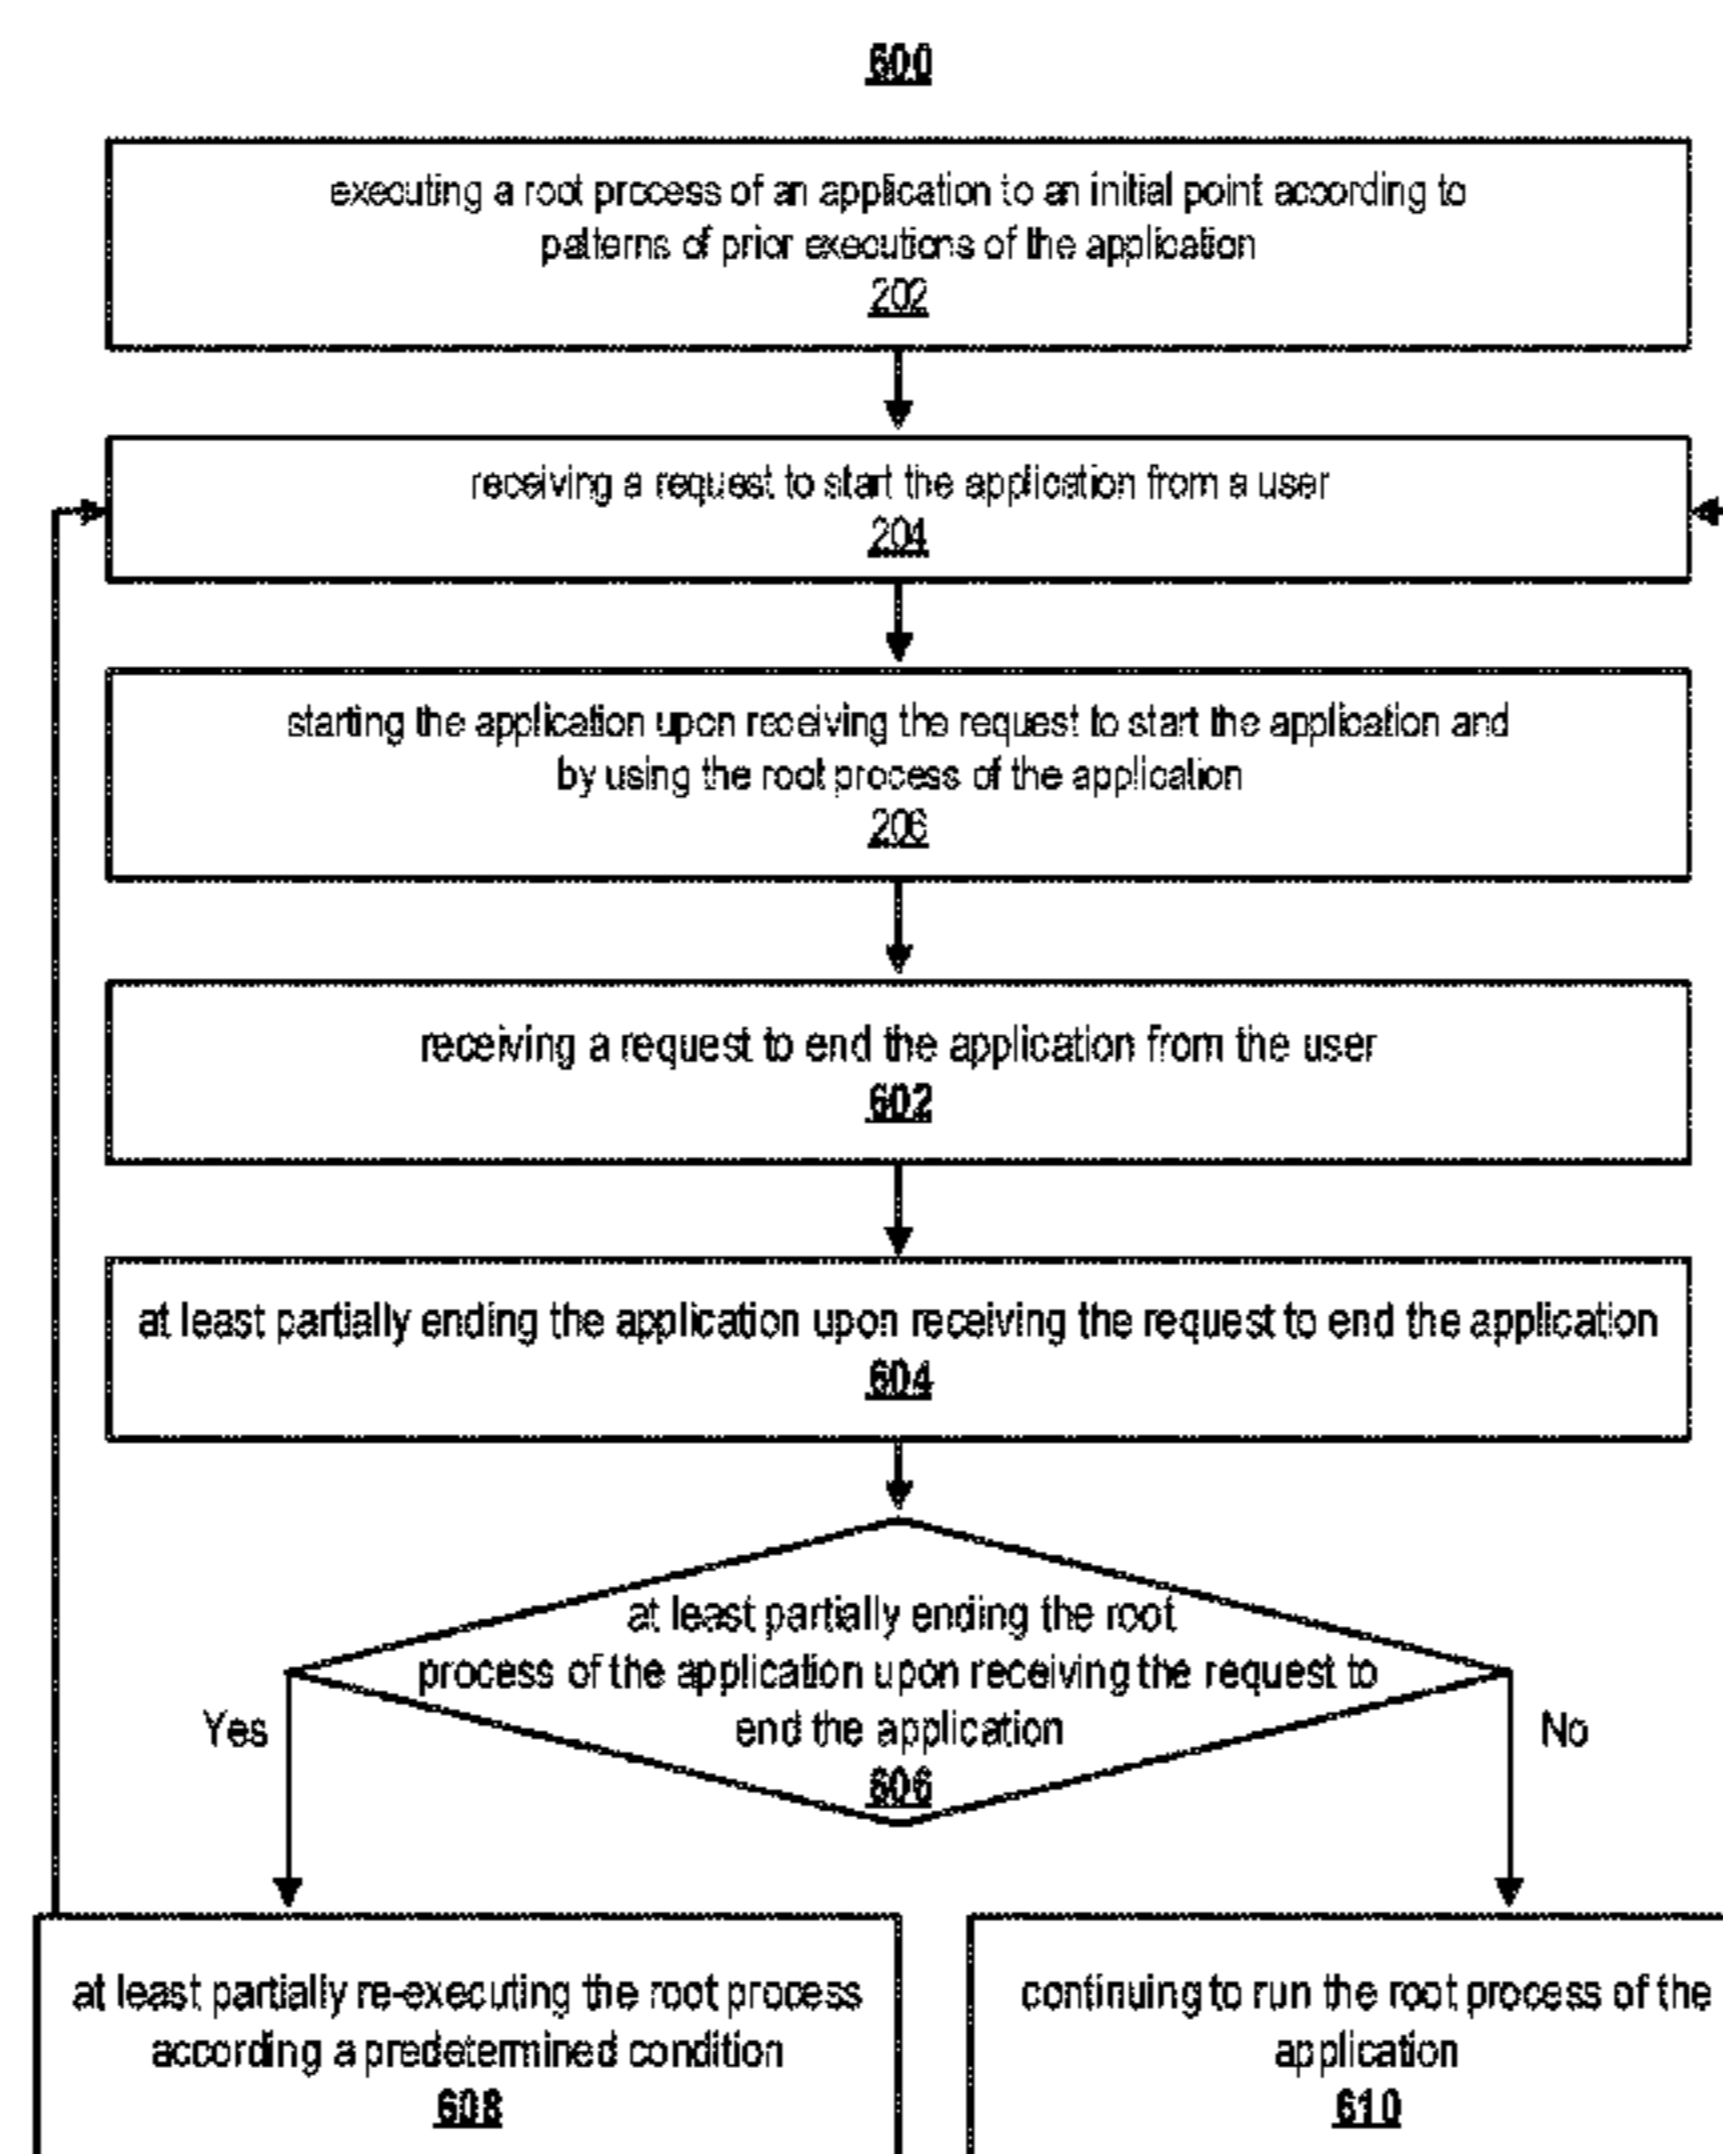 600
executing a root process of an application to an initial point according to
patterns of prior executions of the application
202
receiving a request to start the application from a user
204
starting the application upon receiving the request to start the application and
by using the root process of the application
206
receiving a request to end the application from the user
602
at least partially ending the application upon receiving the request to end the application
604
at least partially ending the root
process of the application upon receiving the request to
end the application
606
Yes
No
at least partially re-executing the root process
according a predetermined condition
608
continuing to run the root process of the
application
610